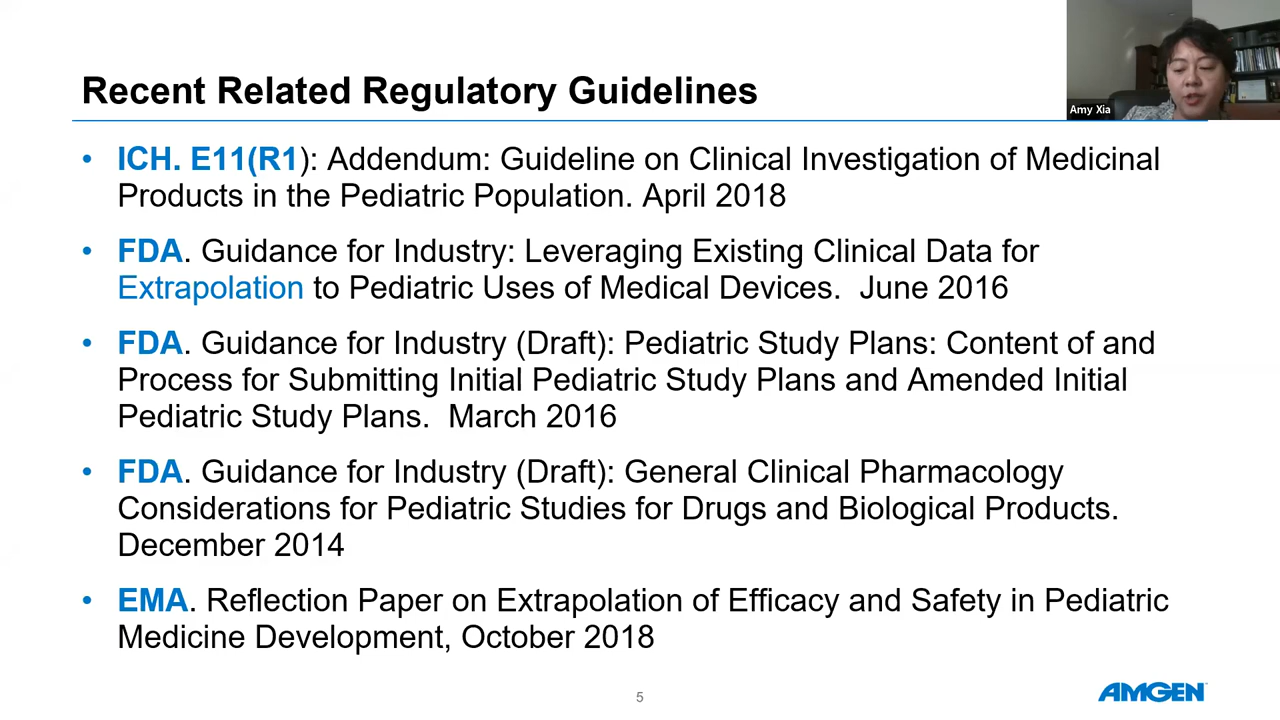 Recent Related Regulatory Guidelines
Amy Xia
• ICH. E11(R1): Addendum: Guideline on Clinical Investigation of Medicinal
Products in the Pediatric Population. April 2018
• FDA. Guidance for Industry: Leveraging Existing Clinical Data for
Extrapolation to Pediatric Uses of Medical Devices.  June 2016
• FDA. Guidance for Industry (Draft): Pediatric Study Plans: Content of and
Process for Submitting Initial Pediatric Study Plans and Amended Initial
Pediatric Study Plans.  March 2016
• FDA. Guidance for Industry (Draft): General Clinical Pharmacology
Considerations for Pediatric Studies for Drugs and Biological Products.
December 2014
• EMA. Reflection Paper on Extrapolation of Efficacy and Safety in Pediatric
Medicine Development, October 2018
5
AMGEN